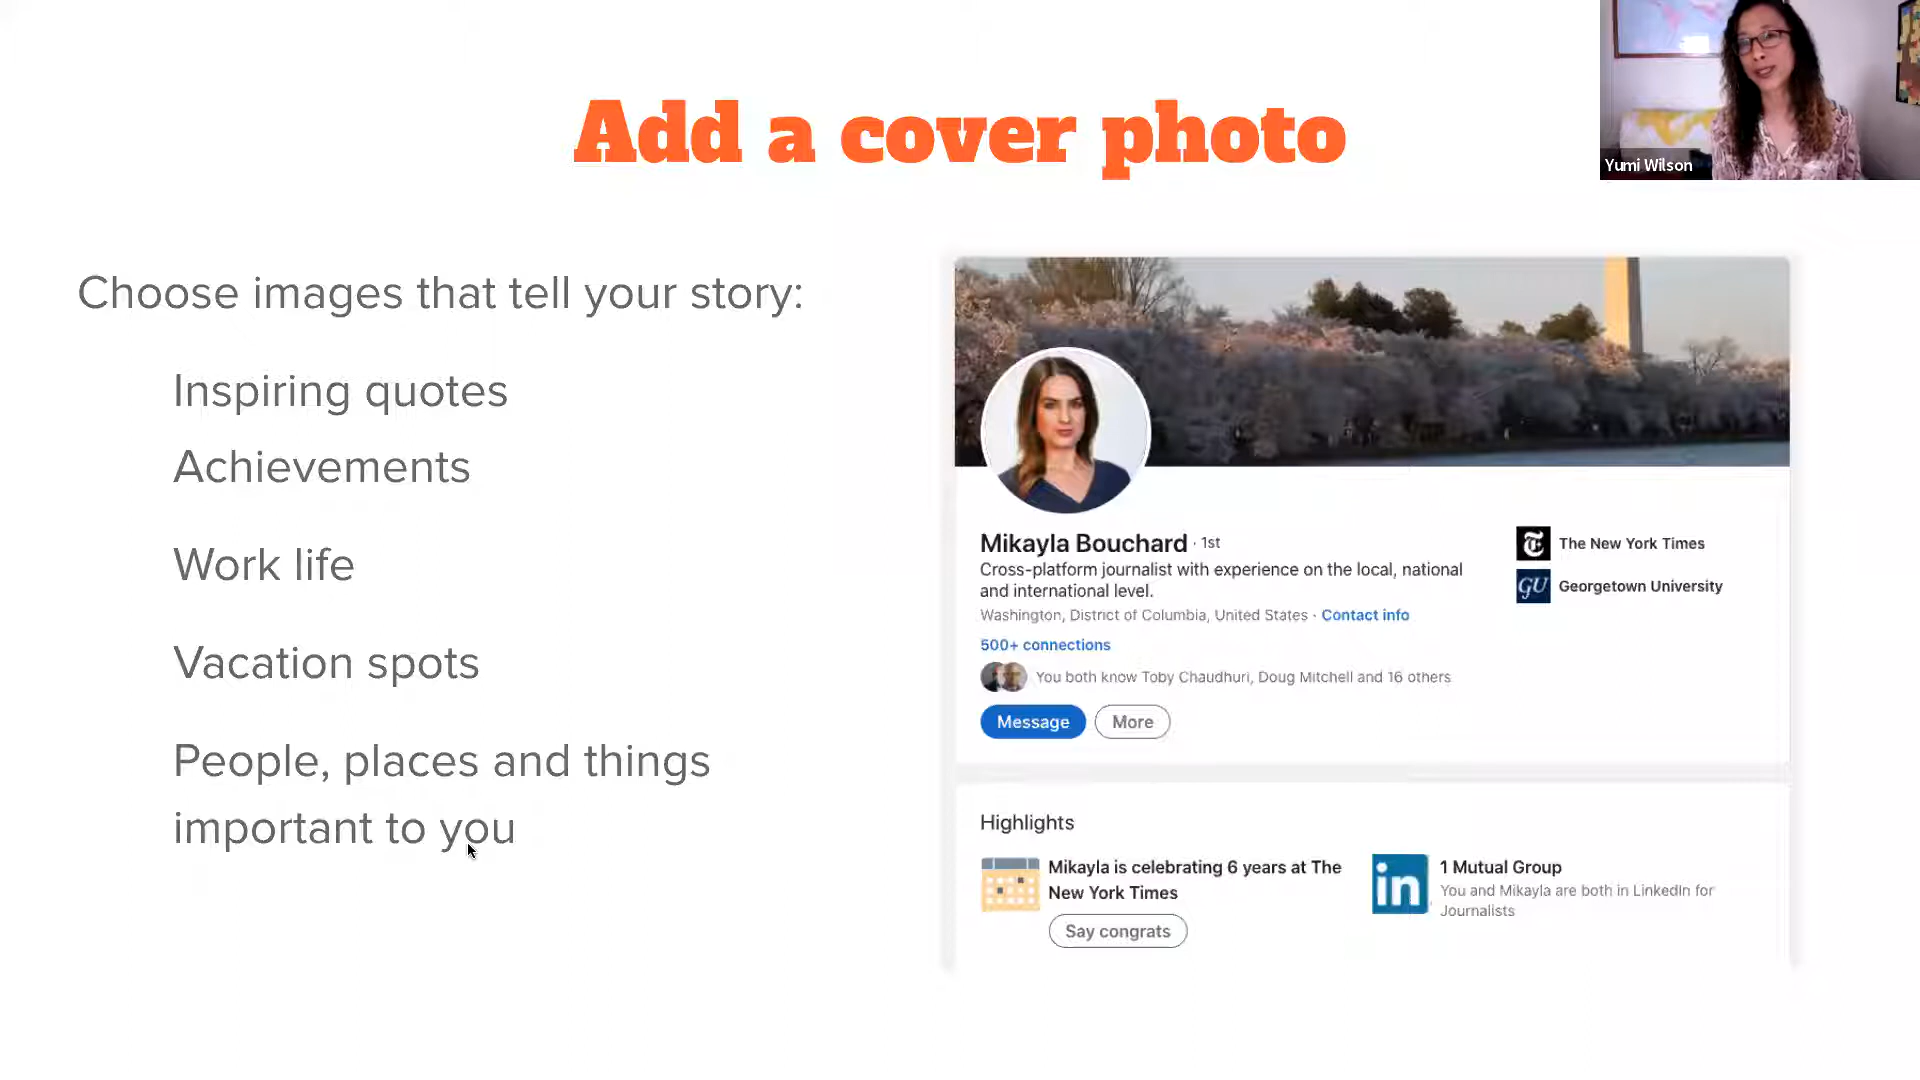 Add a cover photo
Yumi Wilson
Choose images that tell your story:
Inspiring quotes
Achievements
Work life
Vacation spots
People, places and things
important to you
Mikayla Bouchard · 1st
Cross-platform journalist with experience on the local, national
and international level.
Washington, District of Columbia, United States · Contact info
500+ connections
You both know Toby Chaudhuri, Doug Mitchell and 16 others
Message
More
The New York Times
GU Georgetown University
Highlights
Mikayla is celebrating 6 years at The
New York Times
Say congrats
in
1 Mutual Group
You and Mikayla are both in LinkedIn for
Journalists